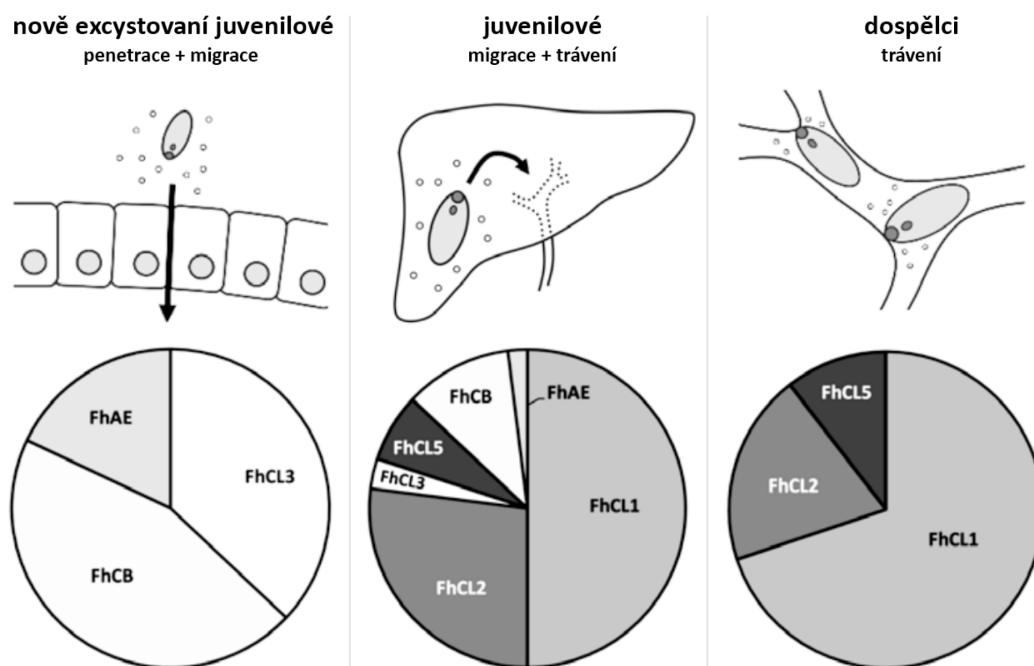 nově excystovaní juvenilové
penetrace + migrace
juvenilové
migrace + trávení
dospělci
trávení
FhAE
FhCL3
FhCB
FhCB
FhAE
FhCL5
FhCL3
FhCL1
FhCL2
FhCL5
FhCL2
FhCL1